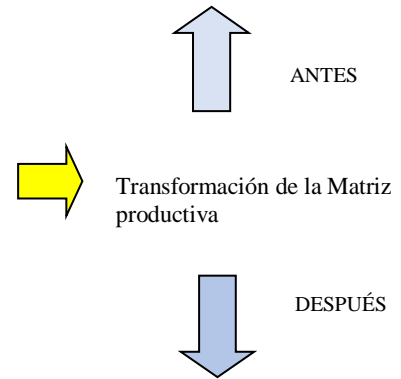 ANTES
Transformación de la Matriz
productiva
DESPUÉS